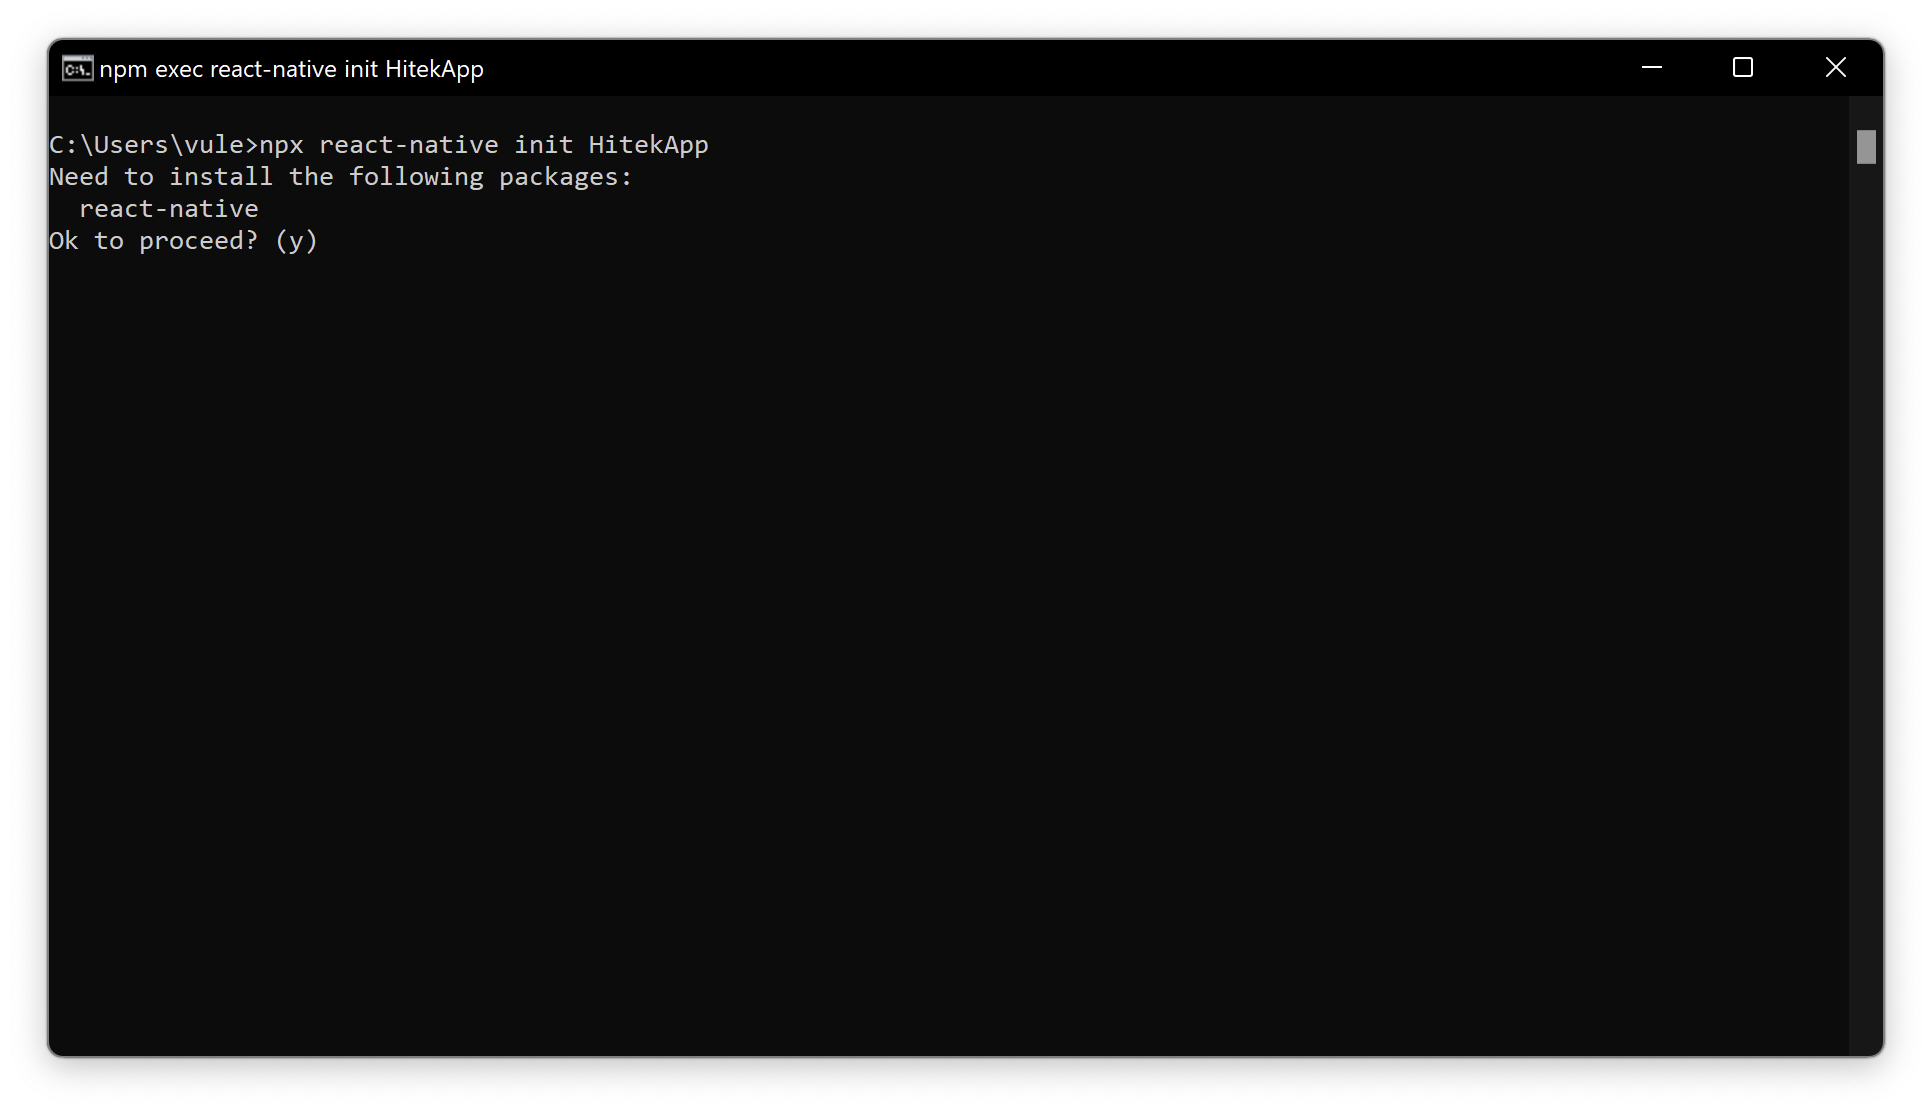 npm exec react-native init HitekApp
C:\Users\vule>npx react-native init HitekApp
Need to install the following packages:
  react-native
Ok to proceed? (y)